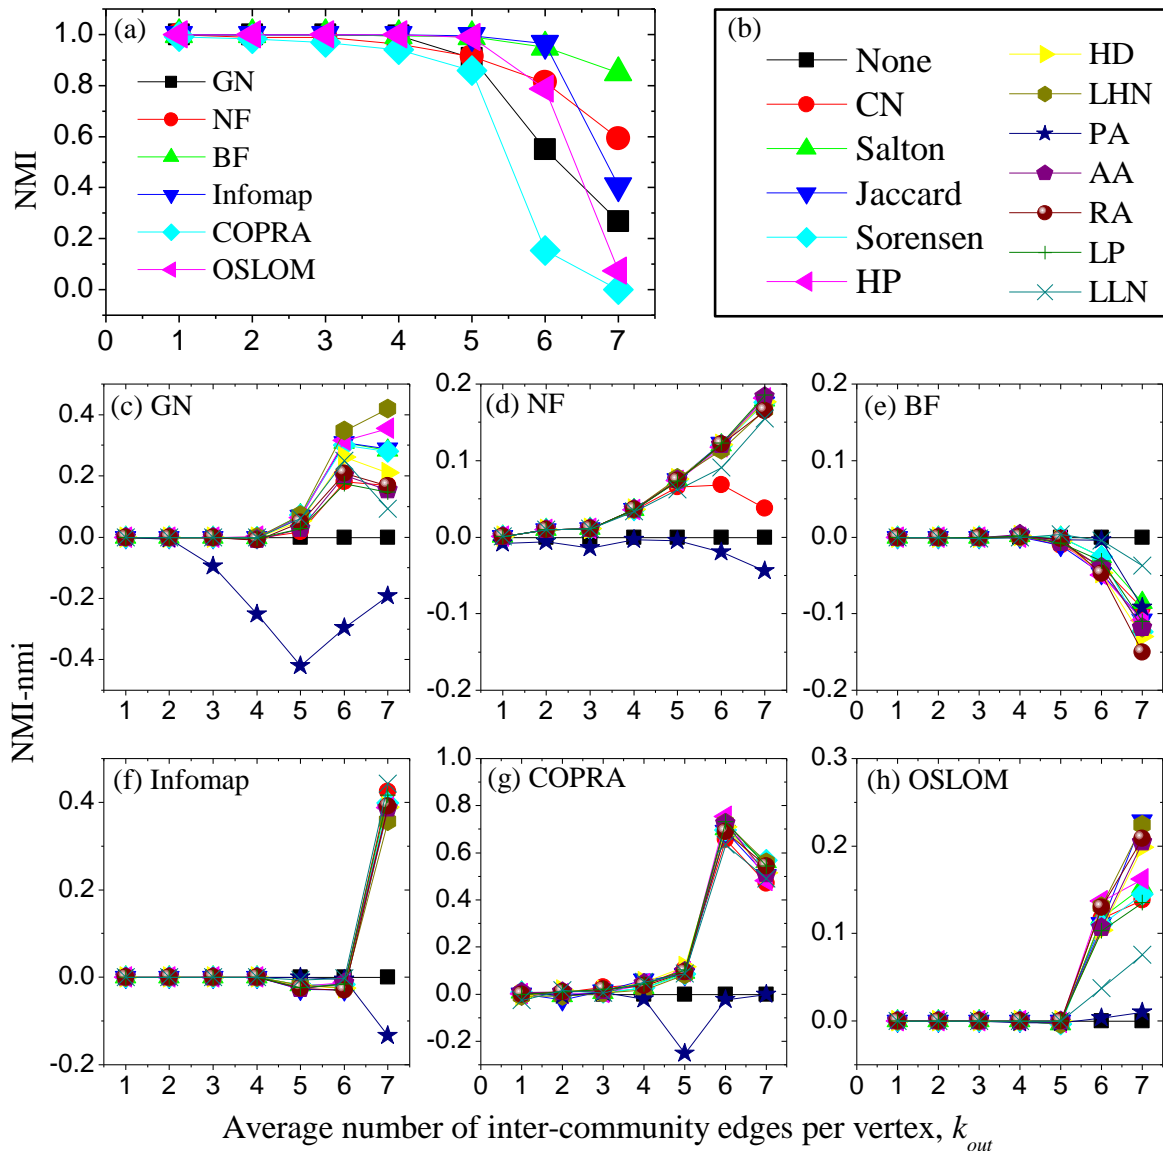 (a)
1.0
0.8
0.6
0.4
0.2
0.0
NMI
GN
NF
BF
Infomap
COPRA
OSLOM
0 1 2 3 4 5 6 7
(b)
None
CN
Salton
Jaccard
Sorensen
HP
HD
LHN
PA
AA
RA
LP
LLN
(c) GN
0.4
0.2
0.0
-0.2
-0.4
1 2 3 4 5 6 7
(d) NF
0.2
0.1
0.0
-0.1
-0.2
1 2 3 4 5 6 7
(e) BF
0.2
0.1
0.0
-0.1
-0.2
0 1 2 3 4 5 6 7
NMI-nmi
(f) Infomap
0.4
0.2
0.0
-0.2
1 2 3 4 5 6 7
(g) COPRA
1.0
0.8
0.6
0.4
0.2
0.0
-0.2
0 1 2 3 4 5 6 7
(h) OSLOM
0.3
0.2
0.1
0.0
0 1 2 3 4 5 6 7
Average number of inter-community edges per vertex, k_out